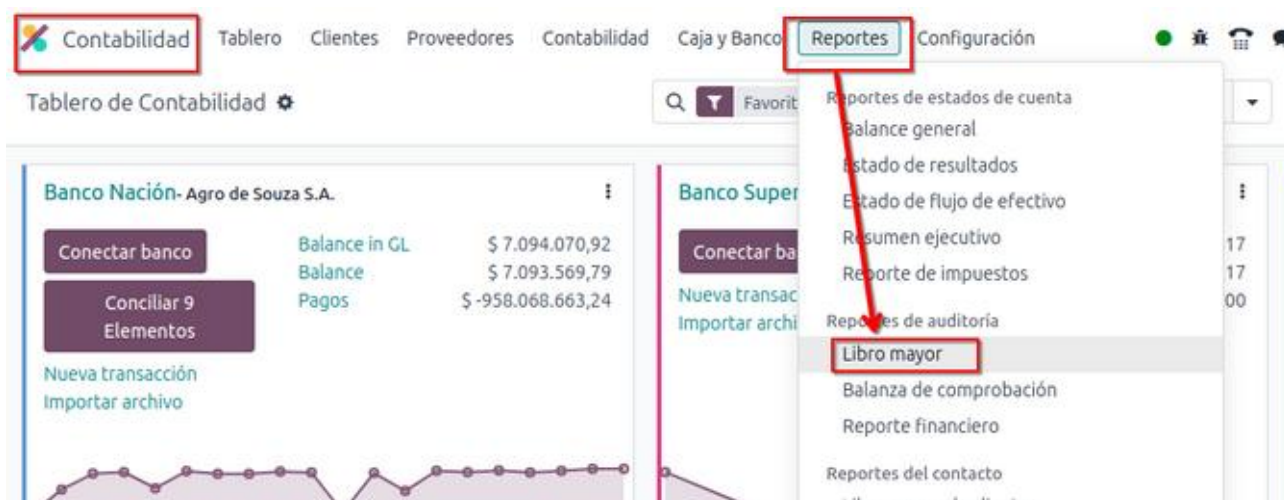 Contabilidad Tablero Clientes Proveedores Contabilidad Caja y Banco Reportes Configuración
Tablero de Contabilidad
Favorit
Banco Nación- Agro de Souza S.A.
Conectar banco
Conciliar 9
Elementos
Nueva transacción
Importar archivo
Balance in GL $ 7.094.070,92
Balance $ 7.093.569,79
Pagos $ -958.068.663,24
Banco Super
Conectar ba
Nueva transac
Importar archi
17
17
00
Reportes de estados de cuenta
Balance general
Estado de resultados
Estado de flujo de efectivo
Resumen ejecutivo
Reporte de impuestos
Reportes de auditoría
Libro mayor
Balanza de comprobación
Reporte financiero
Reportes del contacto